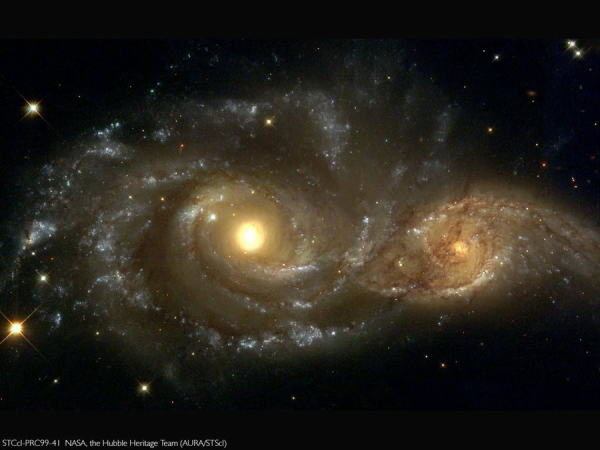 STScI-PRC99-41 NASA, the Hubble Heritage Team (AURA/STScI)